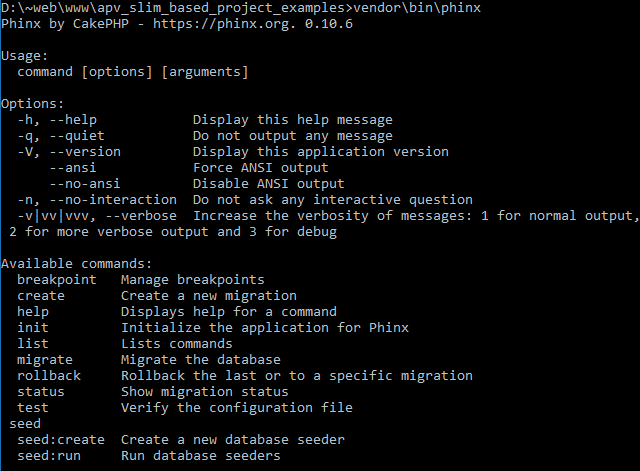 D:\~web\www\apv_slim_based_project_examples>vendor\bin\phinx
Phinx by CakePHP - https://phinx.org. 0.10.6

Usage:
  command [options] [arguments]

Options:
  -h, --help            Display this help message
  -q, --quiet           Do not output any message
  -V, --version         Display this application version
      --ansi            Force ANSI output
      --no-ansi         Disable ANSI output
  -n, --no-interaction  Do not ask any interactive question
  -v|vv|vvv, --verbose  Increase the verbosity of messages: 1 for normal output,
 2 for more verbose output and 3 for debug

Available commands:
  breakpoint   Manage breakpoints
  create       Create a new migration
  help         Displays help for a command
  init         Initialize the application for Phinx
  list         Lists commands
  migrate      Migrate the database
  rollback     Rollback the last or to a specific migration
  status       Show migration status
  test         Verify the configuration file
 seed
  seed:create  Create a new database seeder
  seed:run     Run database seeders